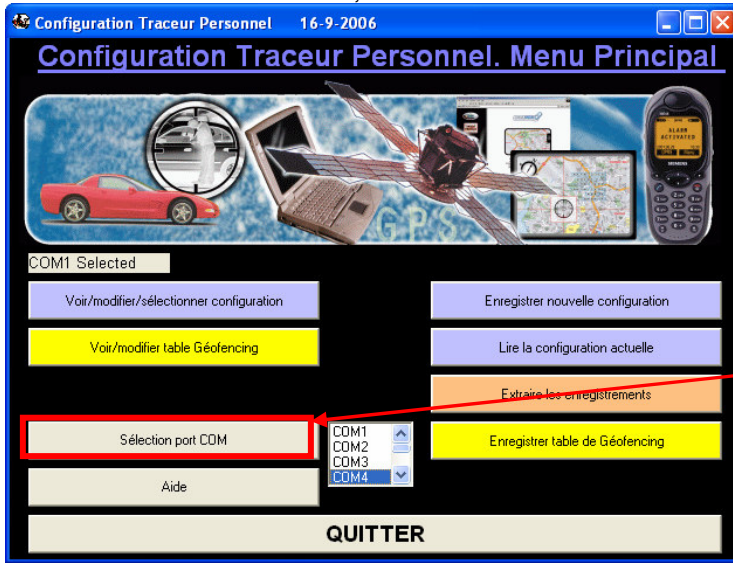 Configuration Traceur Personnel 16-9-2006
Configuration Traceur Personnel. Menu Principal
ALARM
ACTIVATED
SIEMENS
GPS
COM1 Selected
Voir/modifier/sélectionner configuration
Enregistrer nouvelle configuration
Voir/modifier table Géofencing
Lire la configuration actuelle
Extraire les enregistrements
Sélection port COM
COM1
COM2
COM3
COM4
Enregistrer table de Géofencing
Aide
QUITTER